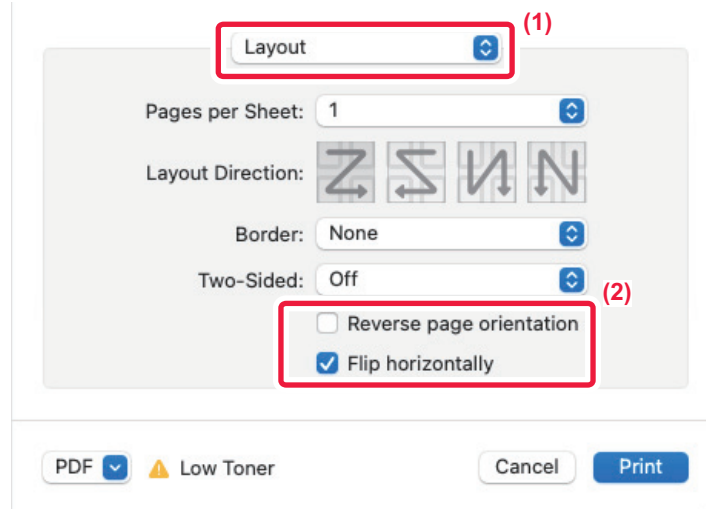 (1)
Layout
Pages per Sheet: 1
Layout Direction:
Border: None
Two-Sided: Off
(2)
Reverse page orientation
Flip horizontally
PDF Low Toner Cancel Print